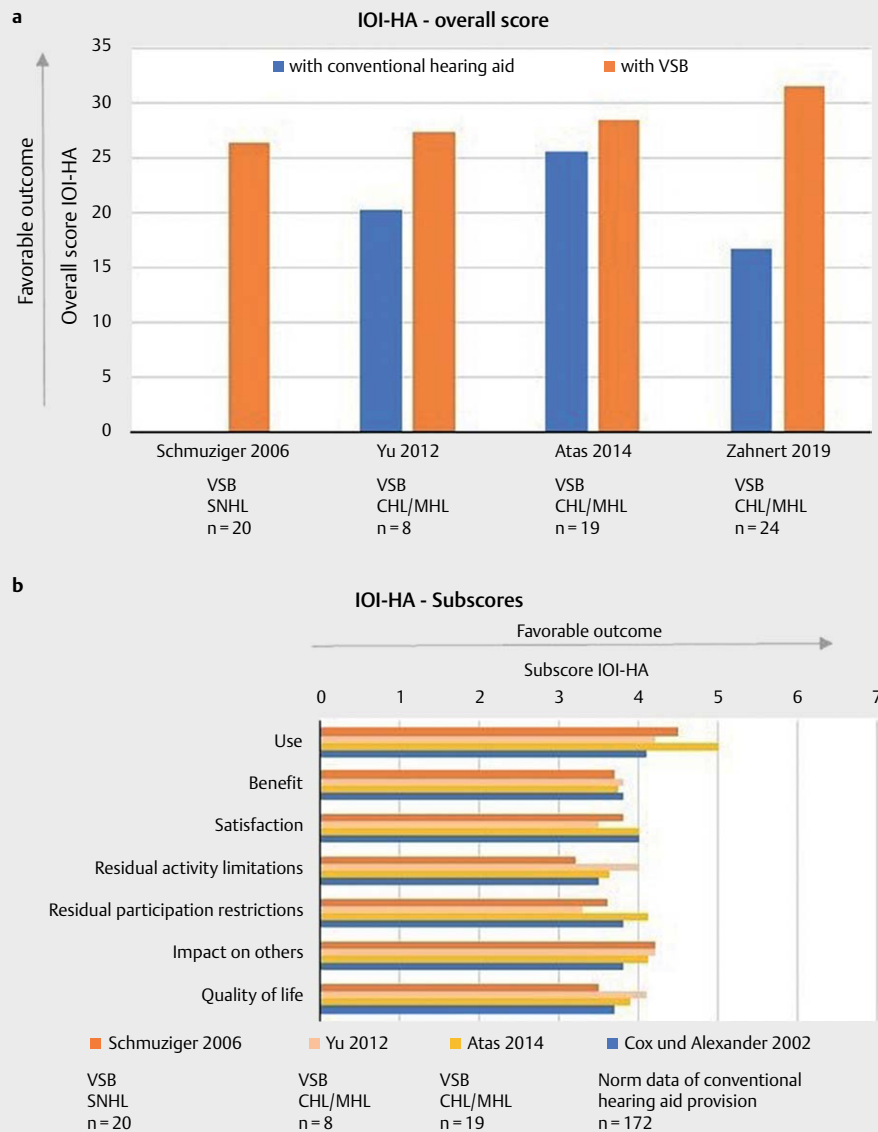 a
IOI-HA - overall score
Favorable outcome
Overall score IOI-HA
35
30
25
20
15
10
5
0
with conventional hearing aid
with VSB
Schmuziger 2006
VSB
SNHL
n = 20
Yu 2012
VSB
CHL/MHL
n = 8
Atas 2014
VSB
CHL/MHL
n = 19
Zahnert 2019
VSB
CHL/MHL
n = 24
b
IOI-HA - Subscores
Favorable outcome
Subscore IOI-HA
0 1 2 3 4 5 6 7
Use
Benefit
Satisfaction
Residual activity limitations
Residual participation restrictions
Impact on others
Quality of life
Schmuziger 2006
VSB
SNHL
n = 20
Yu 2012
VSB
CHL/MHL
n = 8
Atas 2014
VSB
CHL/MHL
n = 19
Cox und Alexander 2002
Norm data of conventional
hearing aid provision
n = 172